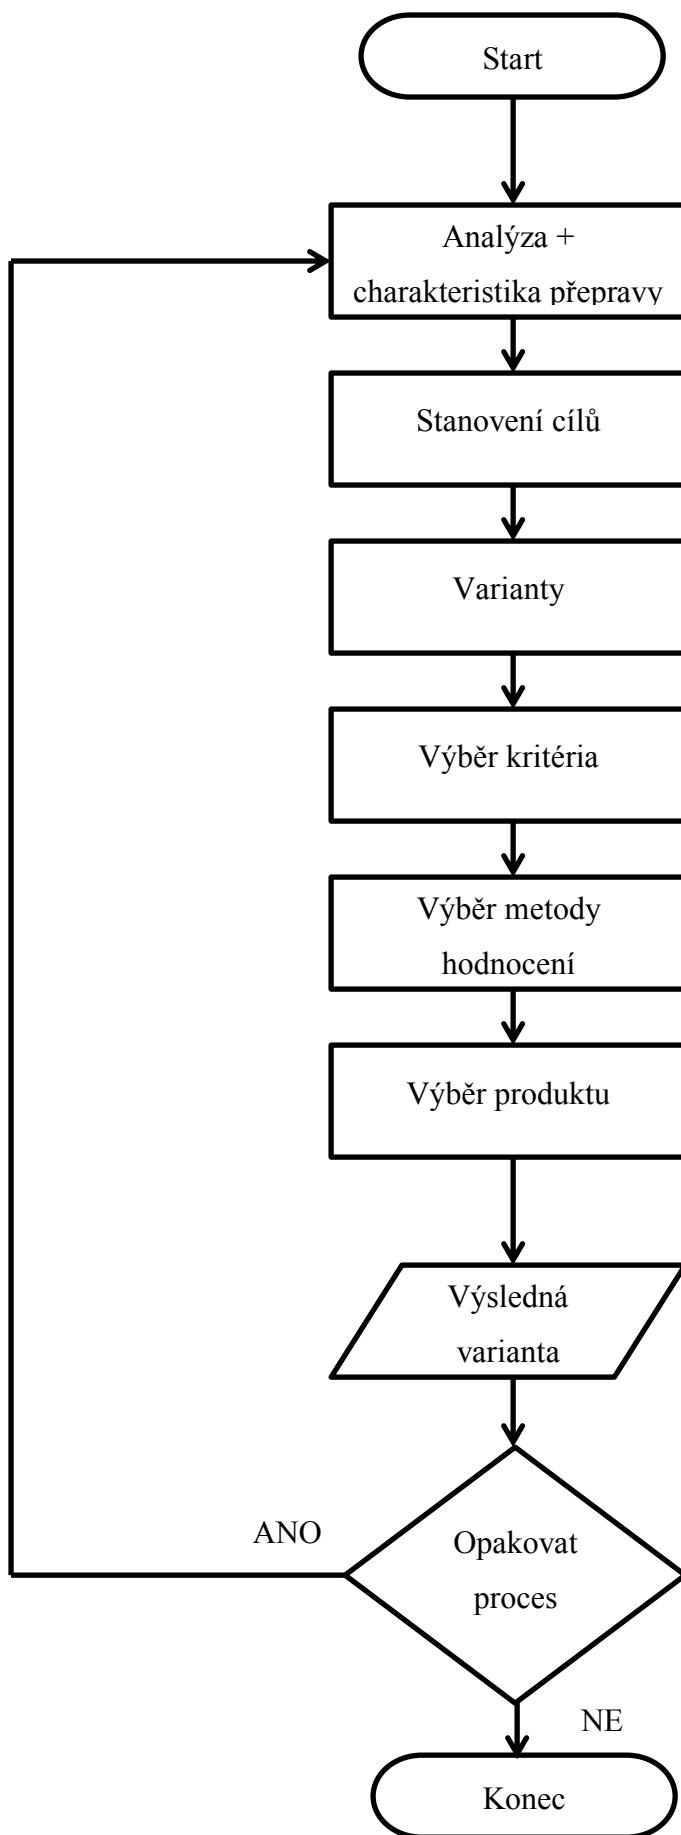 Start
Analýza +
charakteristika přepravy
Stanovení cílů
Varianty
Výběr kritéria
Výběr metody
hodnocení
Výběr produktu
Výsledná
varianta
ANO
Opakovat
proces
NE
Konec